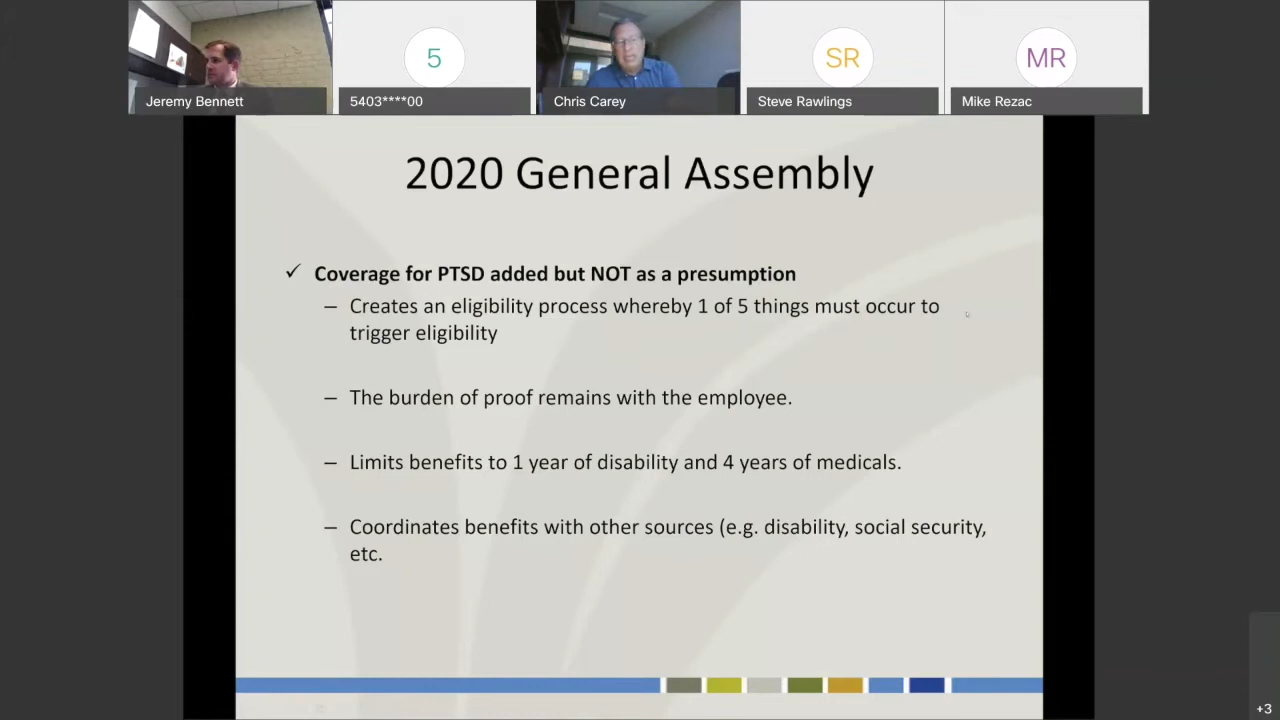 Jeremy Bennett
5
5403****00
Chris Carey
SR
Steve Rawlings
MR
Mike Rezac
2020 General Assembly
✓ Coverage for PTSD added but NOT as a presumption
– Creates an eligibility process whereby 1 of 5 things must occur to
trigger eligibility
– The burden of proof remains with the employee.
– Limits benefits to 1 year of disability and 4 years of medicals.
– Coordinates benefits with other sources (e.g. disability, social security,
etc.
+3